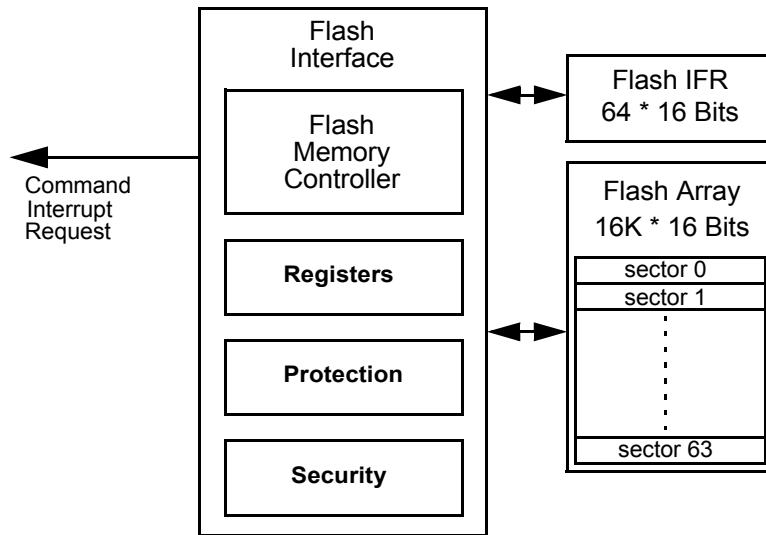 Flash
Interface
Flash
Memory
Controller
Registers
Protection
Security
Command
Interrupt
Request
Flash IFR
64 * 16 Bits
Flash Array
16K * 16 Bits
sector 0
sector 1
sector 63